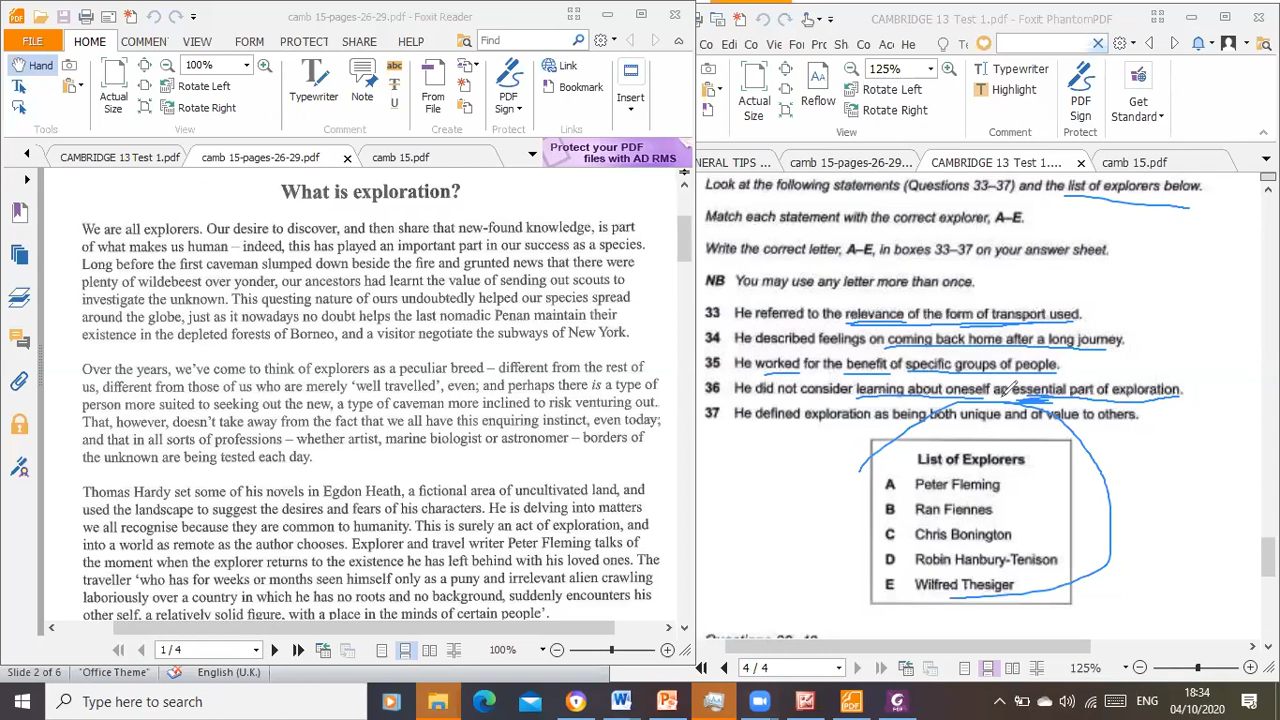 camb 15-pages-26-29.pdf - Foxit Reader
FILE HOME COMMEN VIEW FORM PROTECT SHARE HELP Find
Hand
Actual Size
100%
Rotate Left
Rotate Right
Typewriter
Note
From File
PDF Sign
Link
Bookmark
Insert
Tools View Comment Create Protect Links
CAMBRIDGE 13 Test 1.pdf camb 15-pages-26-29.pdf camb 15.pdf
Protect your PDF files with AD RMS
What is exploration?
We are all explorers. Our desire to discover, and then share that new-found knowledge, is part
of what makes us human – indeed, this has played an important part in our success as a species.
Long before the first caveman slumped down beside the fire and grunted news that there were
plenty of wildebeest over yonder, our ancestors had learnt the value of sending out scouts to
investigate the unknown. This questing nature of ours undoubtedly helped our species spread
around the globe, just as it nowadays no doubt helps the last nomadic Penan maintain their
existence in the depleted forests of Borneo, and a visitor negotiate the subways of New York.
Over the years, we've come to think of explorers as a peculiar breed – different from the rest of
us, different from those of us who are merely 'well travelled', even; and perhaps there is a type of
person more suited to seeking out the new, a type of caveman more inclined to risk venturing out.
That, however, doesn't take away from the fact that we all have this enquiring instinct, even today;
and that in all sorts of professions – whether artist, marine biologist or astronomer – borders of
the unknown are being tested each day.
Thomas Hardy set some of his novels in Egdon Heath, a fictional area of uncultivated land, and
used the landscape to suggest the desires and fears of his characters. He is delving into matters
we all recognise because they are common to humanity. This is surely an act of exploration, and
into a world as remote as the author chooses. Explorer and travel writer Peter Fleming talks of
the moment when the explorer returns to the existence he has left behind with his loved ones. The
traveller 'who has for weeks or months seen himself only as a puny and irrelevant alien crawling
laboriously over a country in which he has no roots and no background, suddenly encounters his
other self, a relatively solid figure, with a place in the minds of certain people'.
1 / 4
100%
Slide 2 of 6 "Office Theme" English (U.K.)
CAMBRIDGE 13 Test 1.pdf - Foxit PhantomPDF
Co Edi Co Vie For Pro Co Acc He
Actual Size
Reflow
125%
Rotate Left
Rotate Right
Typewriter
Highlight
PDF Sign
Get Standard
View Comment Protect
NERAL TIPS ... camb 15-pages-26-29... CAMBRIDGE 13 Test 1.... camb 15.pdf
Look at the following statements (Questions 33–37) and the list of explorers below.
Match each statement with the correct explorer, A–E.
Write the correct letter, A–E, in boxes 33–37 on your answer sheet.
NB You may use any letter more than once.
33 He referred to the relevance of the form of transport used.
34 He described feelings on coming back home after a long journey.
35 He worked for the benefit of specific groups of people.
36 He did not consider learning about oneself an essential part of exploration.
37 He defined exploration as being both unique and of value to others.
List of Explorers
A Peter Fleming
B Ran Fiennes
C Chris Bonington
D Robin Hanbury-Tenison
E Wilfred Thesiger
4 / 4
125%
Type here to search
ENG
18:34
04/10/2020